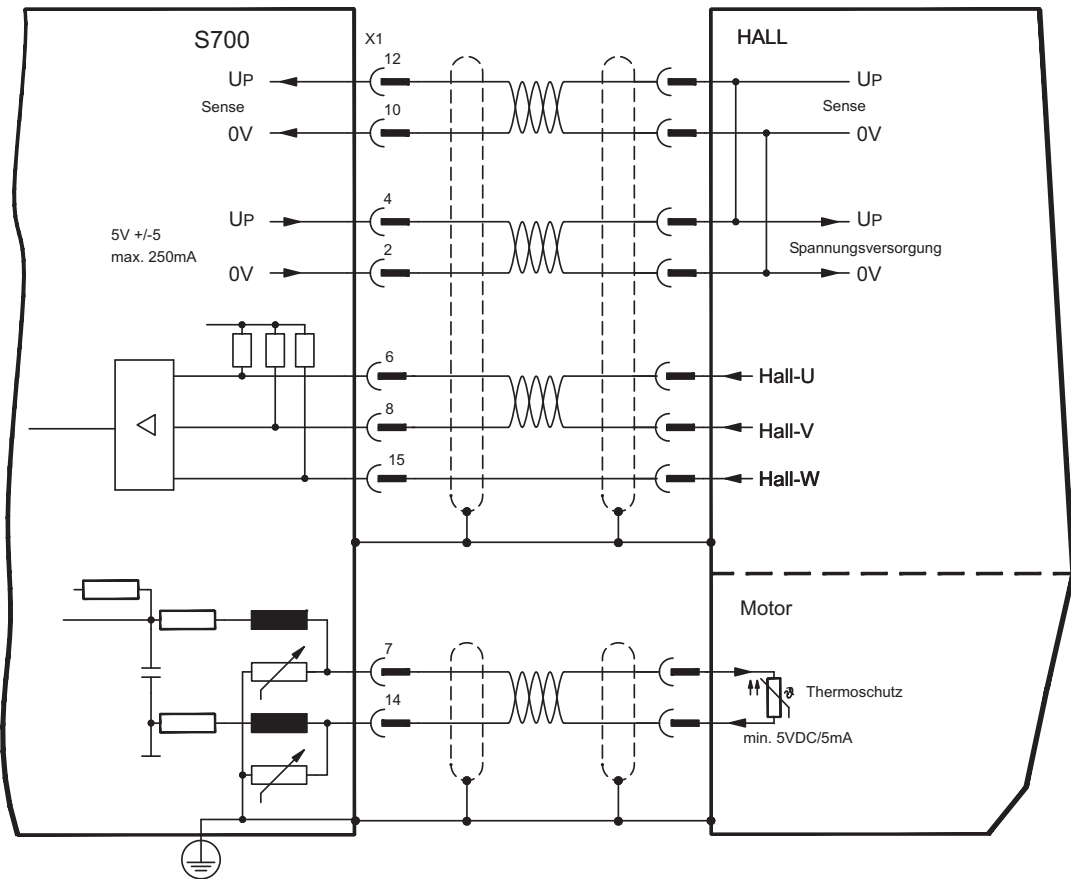 S700
X1
HALL
12
UP
UP
Sense
Sense
10
0V
0V
4
UP
UP
5V +/-5
max. 250mA
Spannungsversorgung
2
0V
0V
6
Hall-U
8
Hall-V
15
Hall-W
Motor
7
Thermoschutz
14
min. 5VDC/5mA